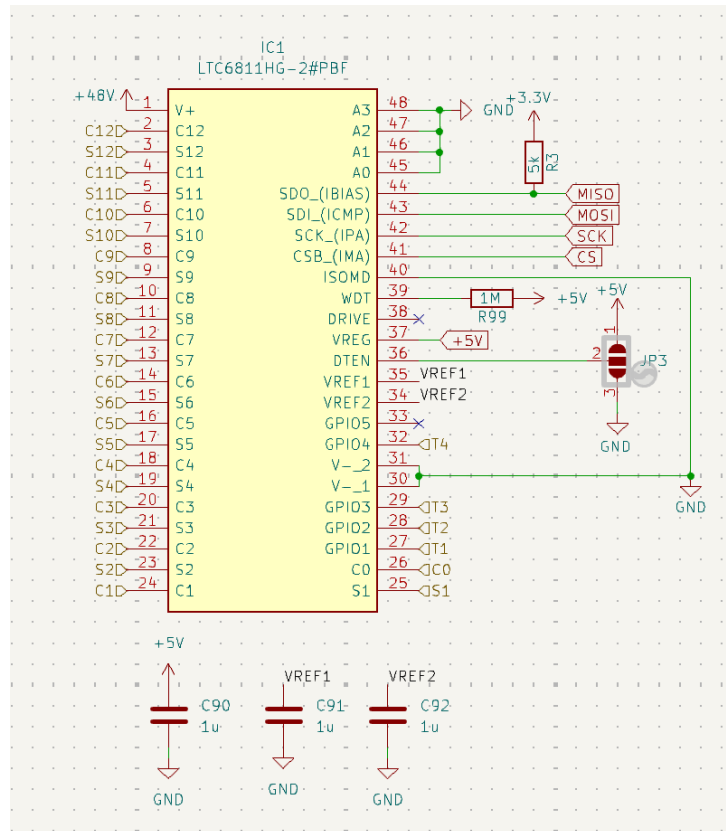 IC1
LTC6811HG-2#PBF
+48V 1 V+ A3 48 GND
C12 2 C12 A2 47
S12 3 S12 A1 46
C11 4 C11 A0 45
S11 5 S11 SDO_(IBIAS) 44 MISO
C10 6 C10 SDI_(ICMP) 43 MOSI
S10 7 S10 SCK_(IPA) 42 SCK
C9 8 C9 CSB_(IMA) 41 CS
S9 9 S9 ISOMD 40
C8 10 C8 WDT 39 1M +5V
R99
S8 11 S8 DRIVE 38
C7 12 C7 VREG 37 +5V
S7 13 S7 DTEN 36
C6 14 C6 VREF1 35 VREF1
S6 15 S6 VREF2 34 VREF2
C5 16 C5 GPIO5 33
S5 17 S5 GPIO4 32 T4
C4 18 C4 V-_2 31
S4 19 S4 V-_1 30
C3 20 C3 GPIO3 29 T3
S3 21 S3 GPIO2 28 T2
C2 22 C2 GPIO1 27 T1
S2 23 S2 C0 26 C0
C1 24 C1 S1 25 S1
+3.3V
5k
R3
+5V
1
2
JP3
3
GND
GND
+5V
C90
1u
GND
VREF1
C91
1u
GND
VREF2
C92
1u
GND